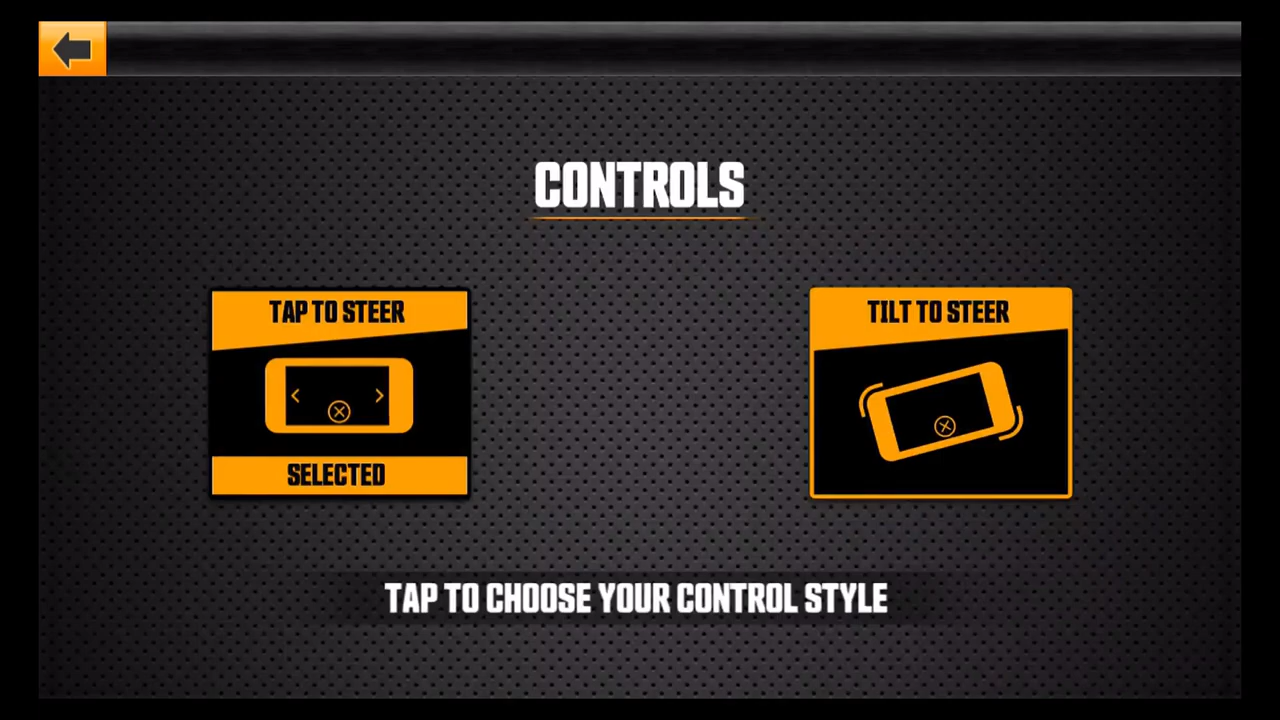 CONTROLS
TAP TO STEER
SELECTED
TILT TO STEER
TAP TO CHOOSE YOUR CONTROL STYLE